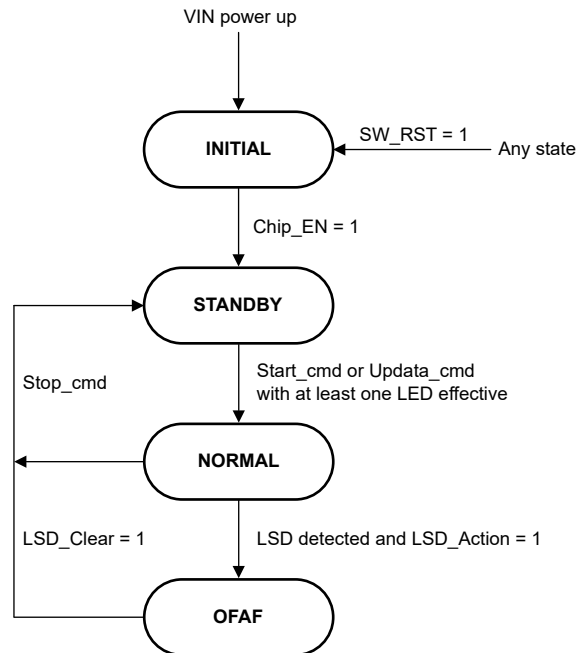 VIN power up
INITIAL
SW_RST = 1
Any state
Chip_EN = 1
STANDBY
Start_cmd or Updata_cmd
with at least one LED effective
Stop_cmd
NORMAL
LSD_Clear = 1
LSD detected and LSD_Action = 1
OFAF